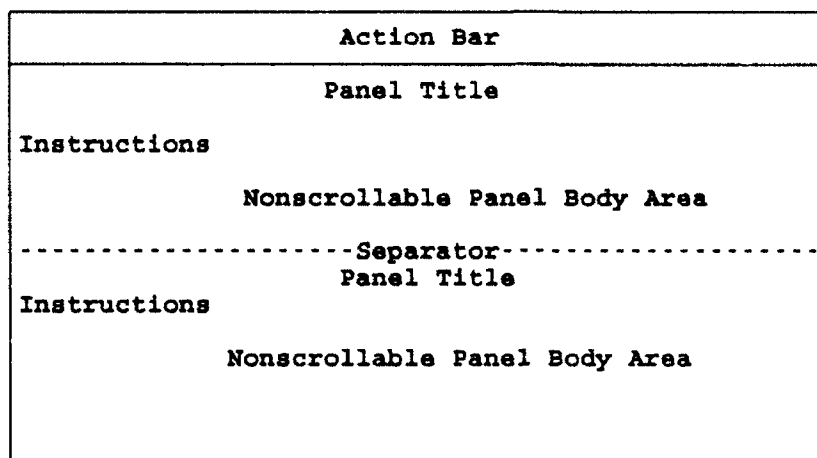 Action Bar
Panel Title
Instructions
Nonscrollable Panel Body Area
----------------------Separator--------------------
Panel Title
Instructions
Nonscrollable Panel Body Area